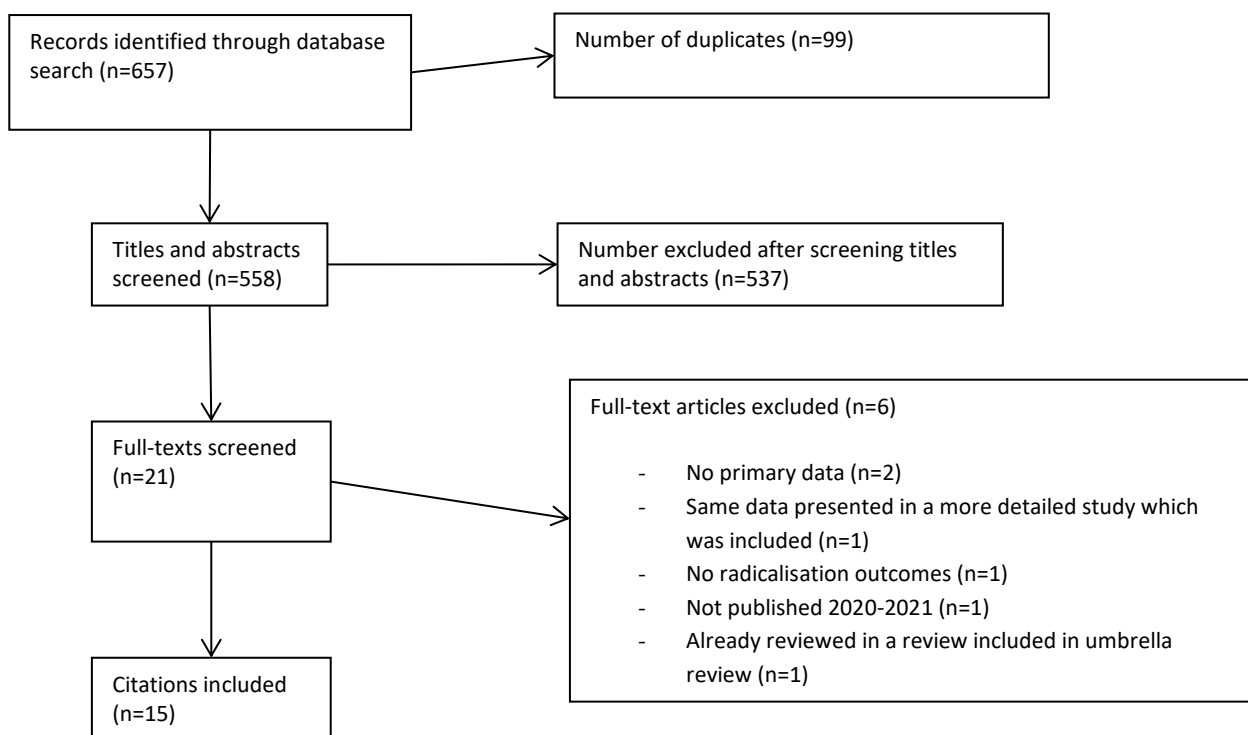 Records identified through database
search (n=657)
Number of duplicates (n=99)
Titles and abstracts
screened (n=558)
Number excluded after screening titles
and abstracts (n=537)
Full-texts screened
(n=21)
Full-text articles excluded (n=6)
- No primary data (n=2)
- Same data presented in a more detailed study which
was included (n=1)
- No radicalisation outcomes (n=1)
- Not published 2020-2021 (n=1)
- Already reviewed in a review included in umbrella
review (n=1)
Citations included
(n=15)